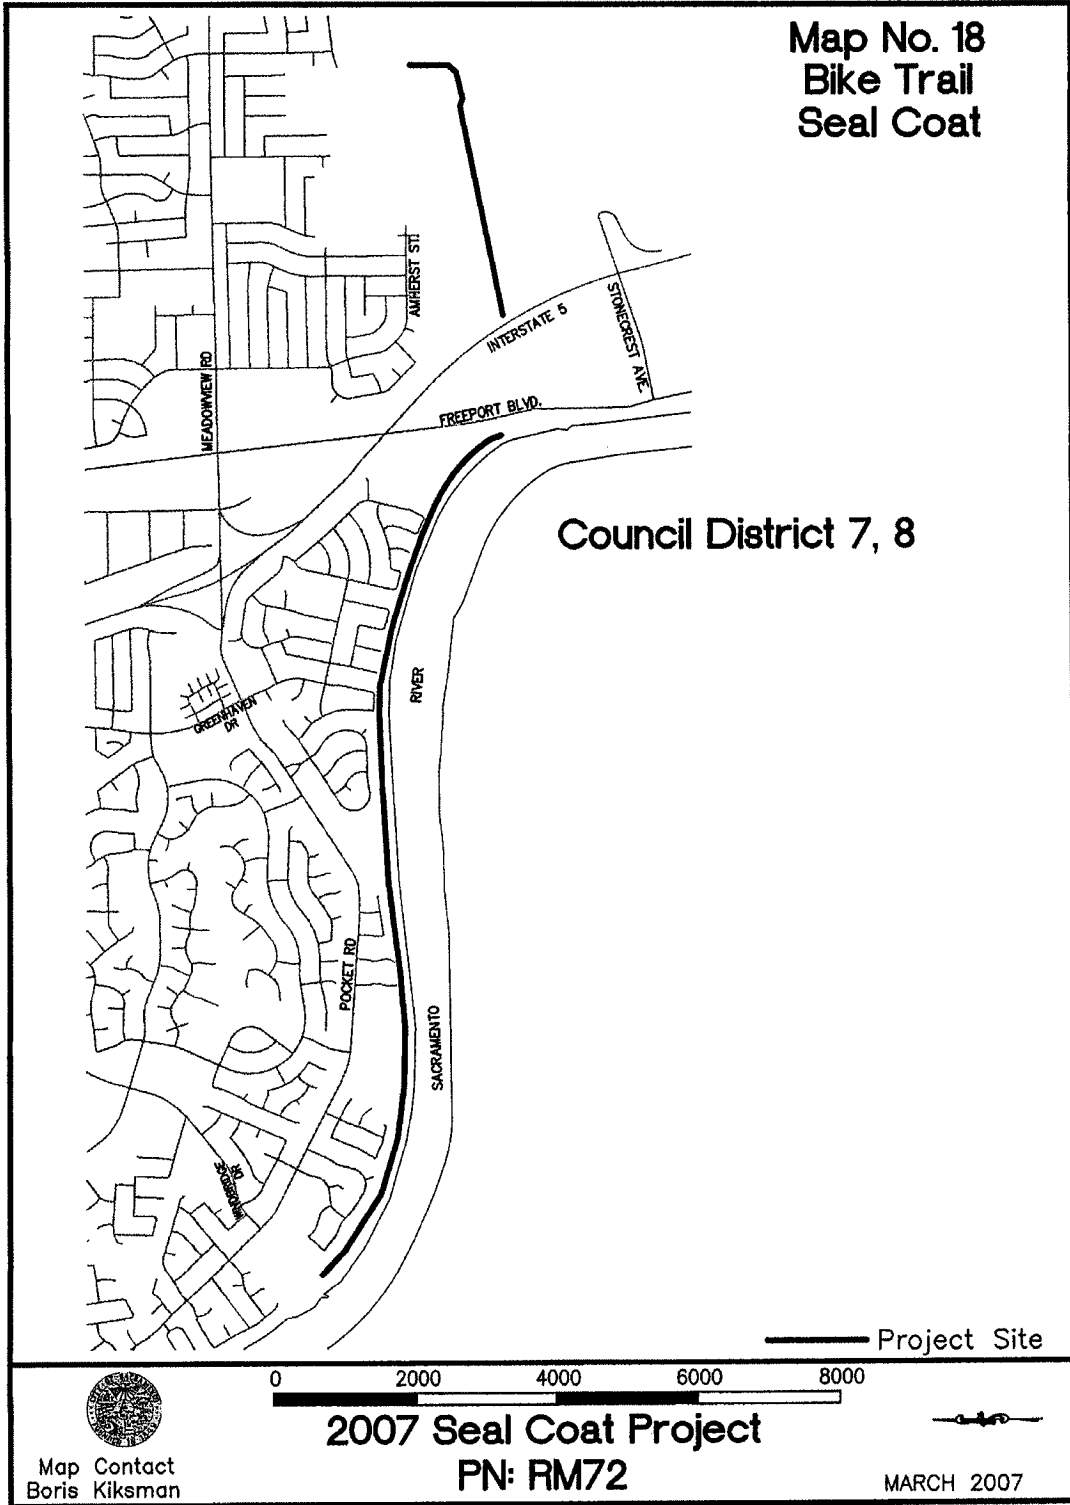 Map No. 18
Bike Trail
Seal Coat
AMHERST ST.
INTERSTATE 5
STONECREST AVE.
MEADOWVIEW RD
FREEPORT BLVD.
Council District 7, 8
RIVER
GREENHAVEN
DR
POCKET RD
SACRAMENTO
WINDBRIDGE
DR
Project Site
0 2000 4000 6000 8000
2007 Seal Coat Project
PN: RM72
Map Contact
Boris Kiksman
MARCH 2007